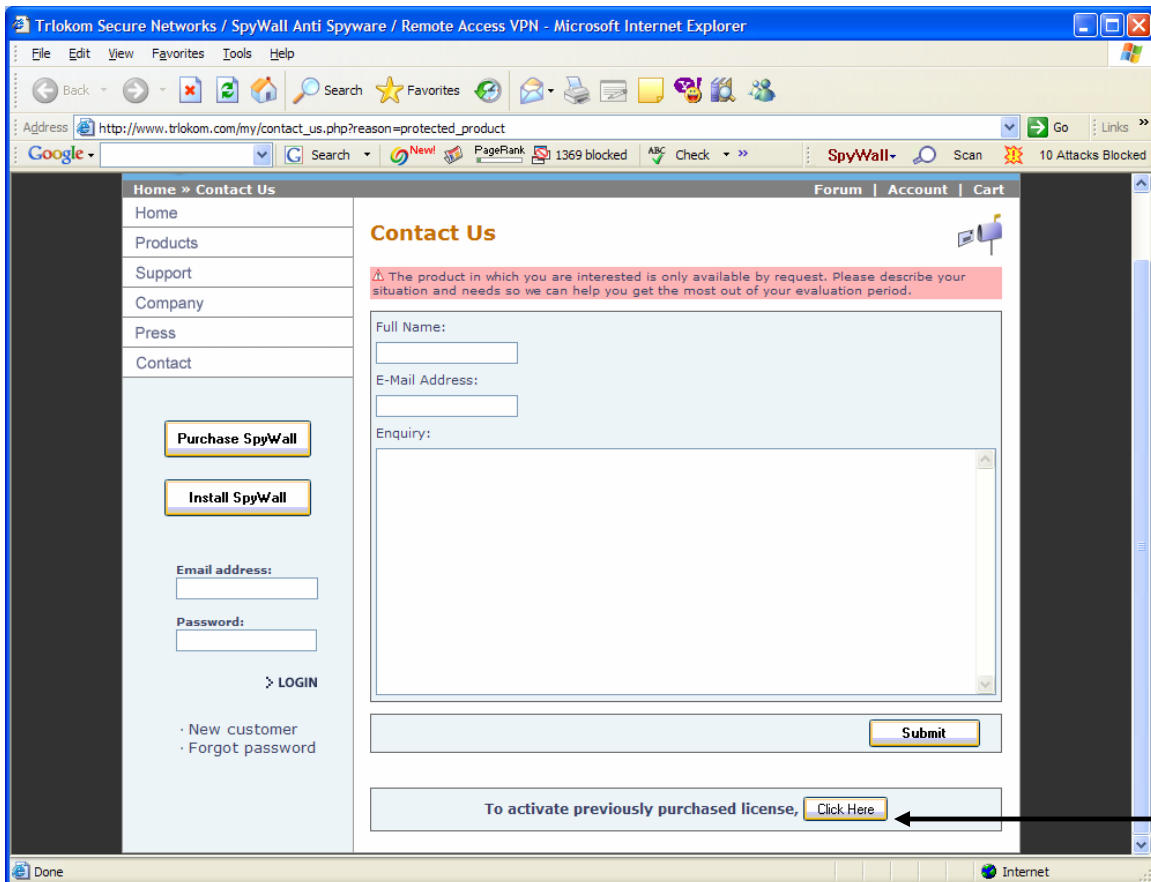 Trlokom Secure Networks / SpyWall Anti Spyware / Remote Access VPN - Microsoft Internet Explorer
File Edit View Favorites Tools Help
Back Search Favorites
Address http://www.trlokom.com/my/contact_us.php?reason=protected_product Go Links »
Google Search New! PageRank 1369 blocked ABC Check » SpyWall Scan 10 Attacks Blocked
Home » Contact Us Forum | Account | Cart
Home
Products
Support
Company
Press
Contact
Purchase SpyWall
Install SpyWall
Email address:
Password:
LOGIN
· New customer
· Forgot password
Contact Us
The product in which you are interested is only available by request. Please describe your
situation and needs so we can help you get the most out of your evaluation period.
Full Name:
E-Mail Address:
Enquiry:
Submit
To activate previously purchased license, Click Here
Done Internet